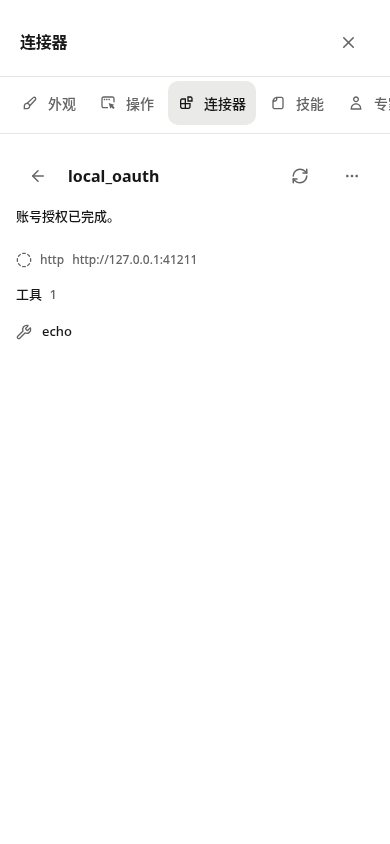 连接器
外观 操作 连接器 技能
local_oauth
账号授权已完成。
http http://127.0.0.1:41211
工具 1
echo